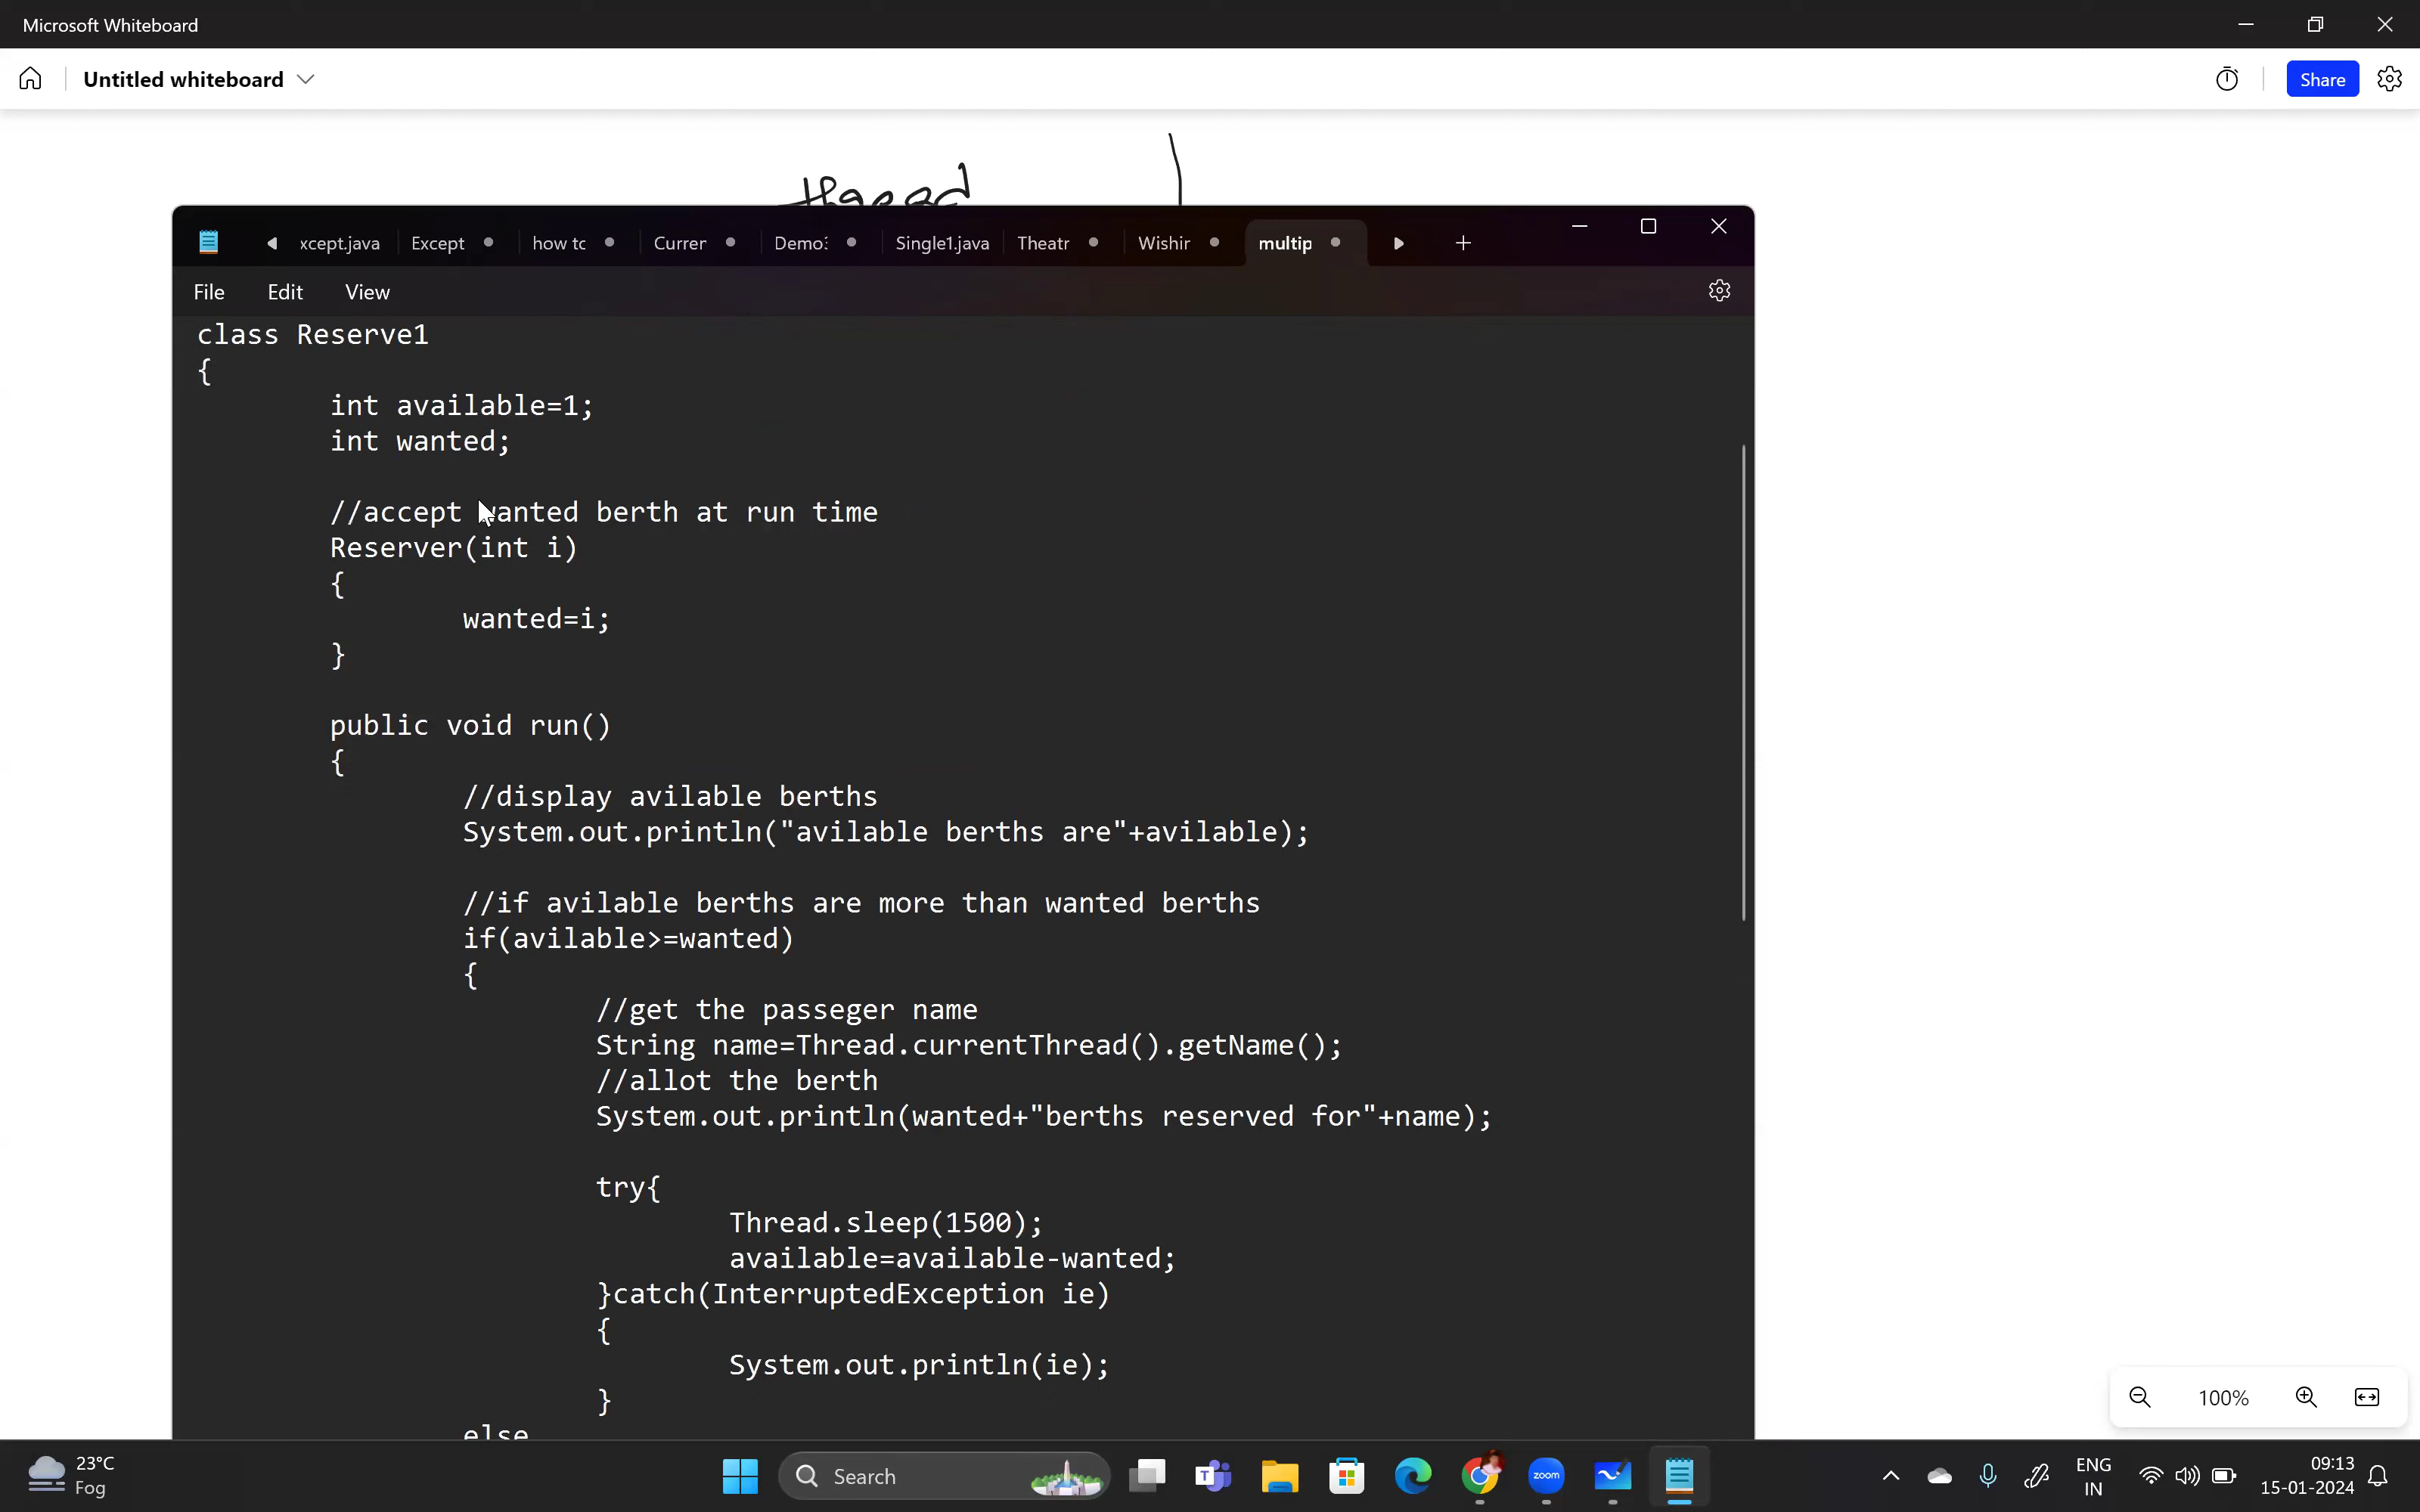 Microsoft Whiteboard
Untitled whiteboard
Share
thread
xcept.java Except how to Currer Demo3 Single1.java Theatr Wishir multip
File Edit View
class Reserve1
{
int available=1;
int wanted;
//accept wanted berth at run time
Reserver(int i)
{
wanted=i;
}
public void run()
{
//display avilable berths
System.out.println("avilable berths are"+avilable);
//if avilable berths are more than wanted berths
if(avilable>=wanted)
{
//get the passeger name
String name=Thread.currentThread().getName();
//allot the berth
System.out.println(wanted+"berths reserved for"+name);
try{
Thread.sleep(1500);
available=available-wanted;
}catch(InterruptedException ie)
{
System.out.println(ie);
}
else
100%
23°C
Fog
Search
zoom
ENG
IN
09:13
15-01-2024